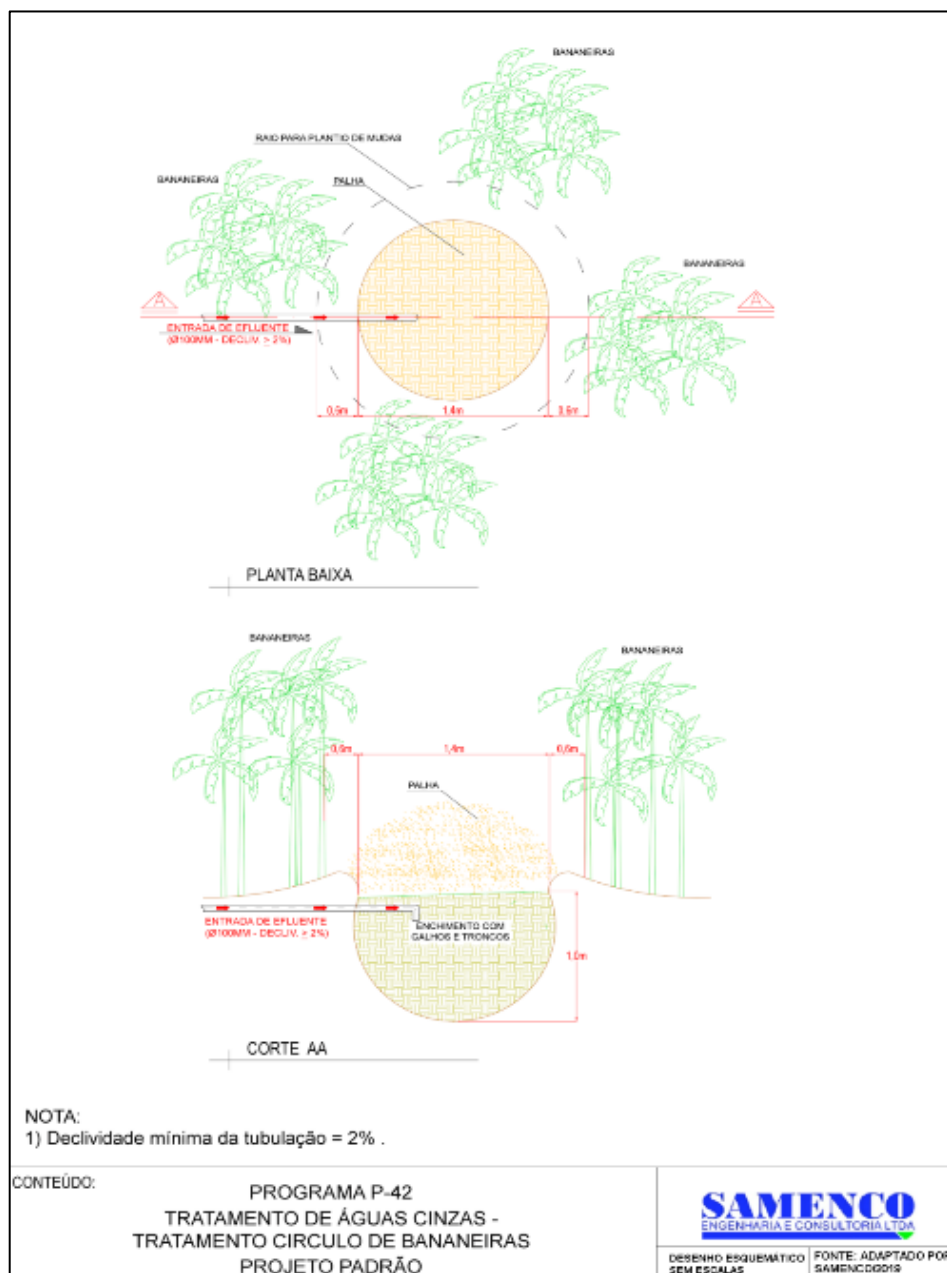 BANANEIRAS
RAIO PARA PLANTIO DE MUDAS
BANANEIRAS
PALHA
BANANEIRAS
A
A
ENTRADA DE EFLUENTE
(Ø100MM - DECLIV. ≥ 2%)
0,6m
1,4m
0,6m
PLANTA BAIXA
BANANEIRAS
BANANEIRAS
0,6m
1,4m
0,6m
PALHA
ENTRADA DE EFLUENTE
(Ø100MM - DECLIV. ≥ 2%)
ENCHIMENTO COM
GALHOS E TRONCOS
1,0m
CORTE AA
NOTA:
1) Declividade mínima da tubulação = 2% .
CONTEÚDO:
PROGRAMA P-42
TRATAMENTO DE ÁGUAS CINZAS -
TRATAMENTO CIRCULO DE BANANEIRAS
PROJETO PADRÃO
SAMENCO
ENGENHARIA E CONSULTORIA LTDA
DESENHO ESQUEMÁTICO
SEM ESCALAS
FONTE: ADAPTADO POR
SAMENCO©2019